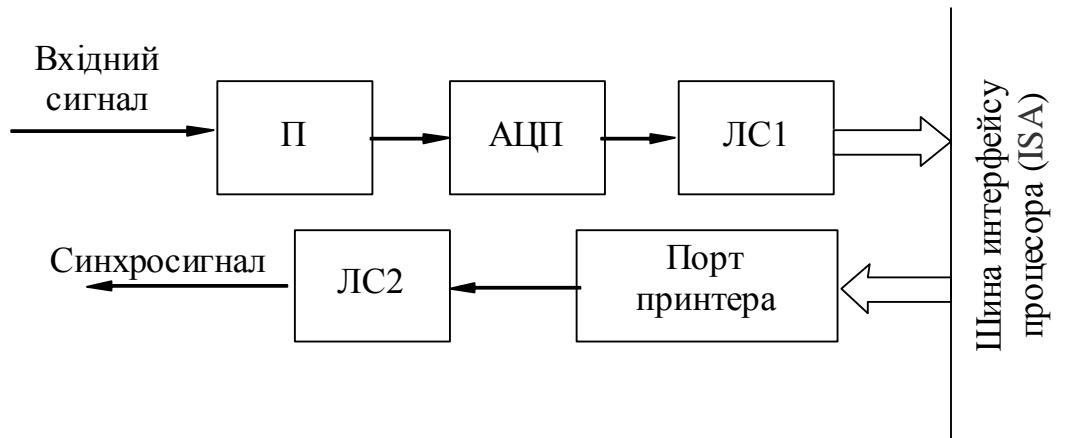 Вхідний
сигнал
П
АЦП
ЛС1
Синхросигнал
ЛС2
Порт
принтера
Шина интерфейсу
процесора (ISA)